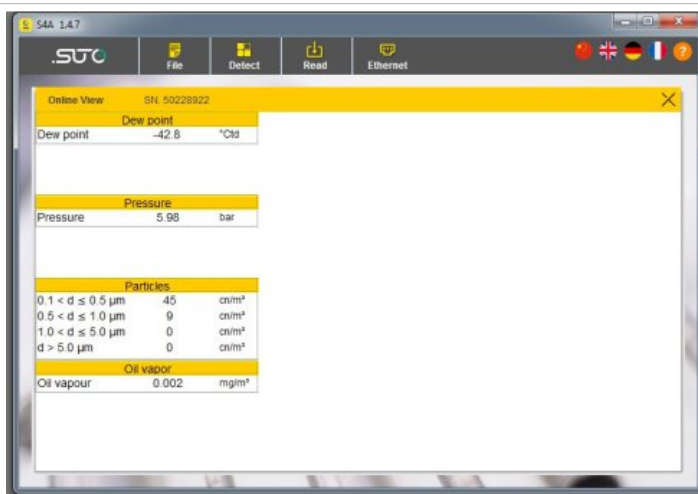 S4A 1.4.7
.SUTO
File Detect Read Ethernet
?
Online View SN. 50228922
Dew point
Dew point -42.8 °Ctd
Pressure
Pressure 5.98 bar
Particles
0.1 < d ≤ 0.5 µm 45 cn/m³
0.5 < d ≤ 1.0 µm 9 cn/m³
1.0 < d ≤ 5.0 µm 0 cn/m³
d > 5.0 µm 0 cn/m³
Oil vapor
Oil vapour 0.002 mg/m³